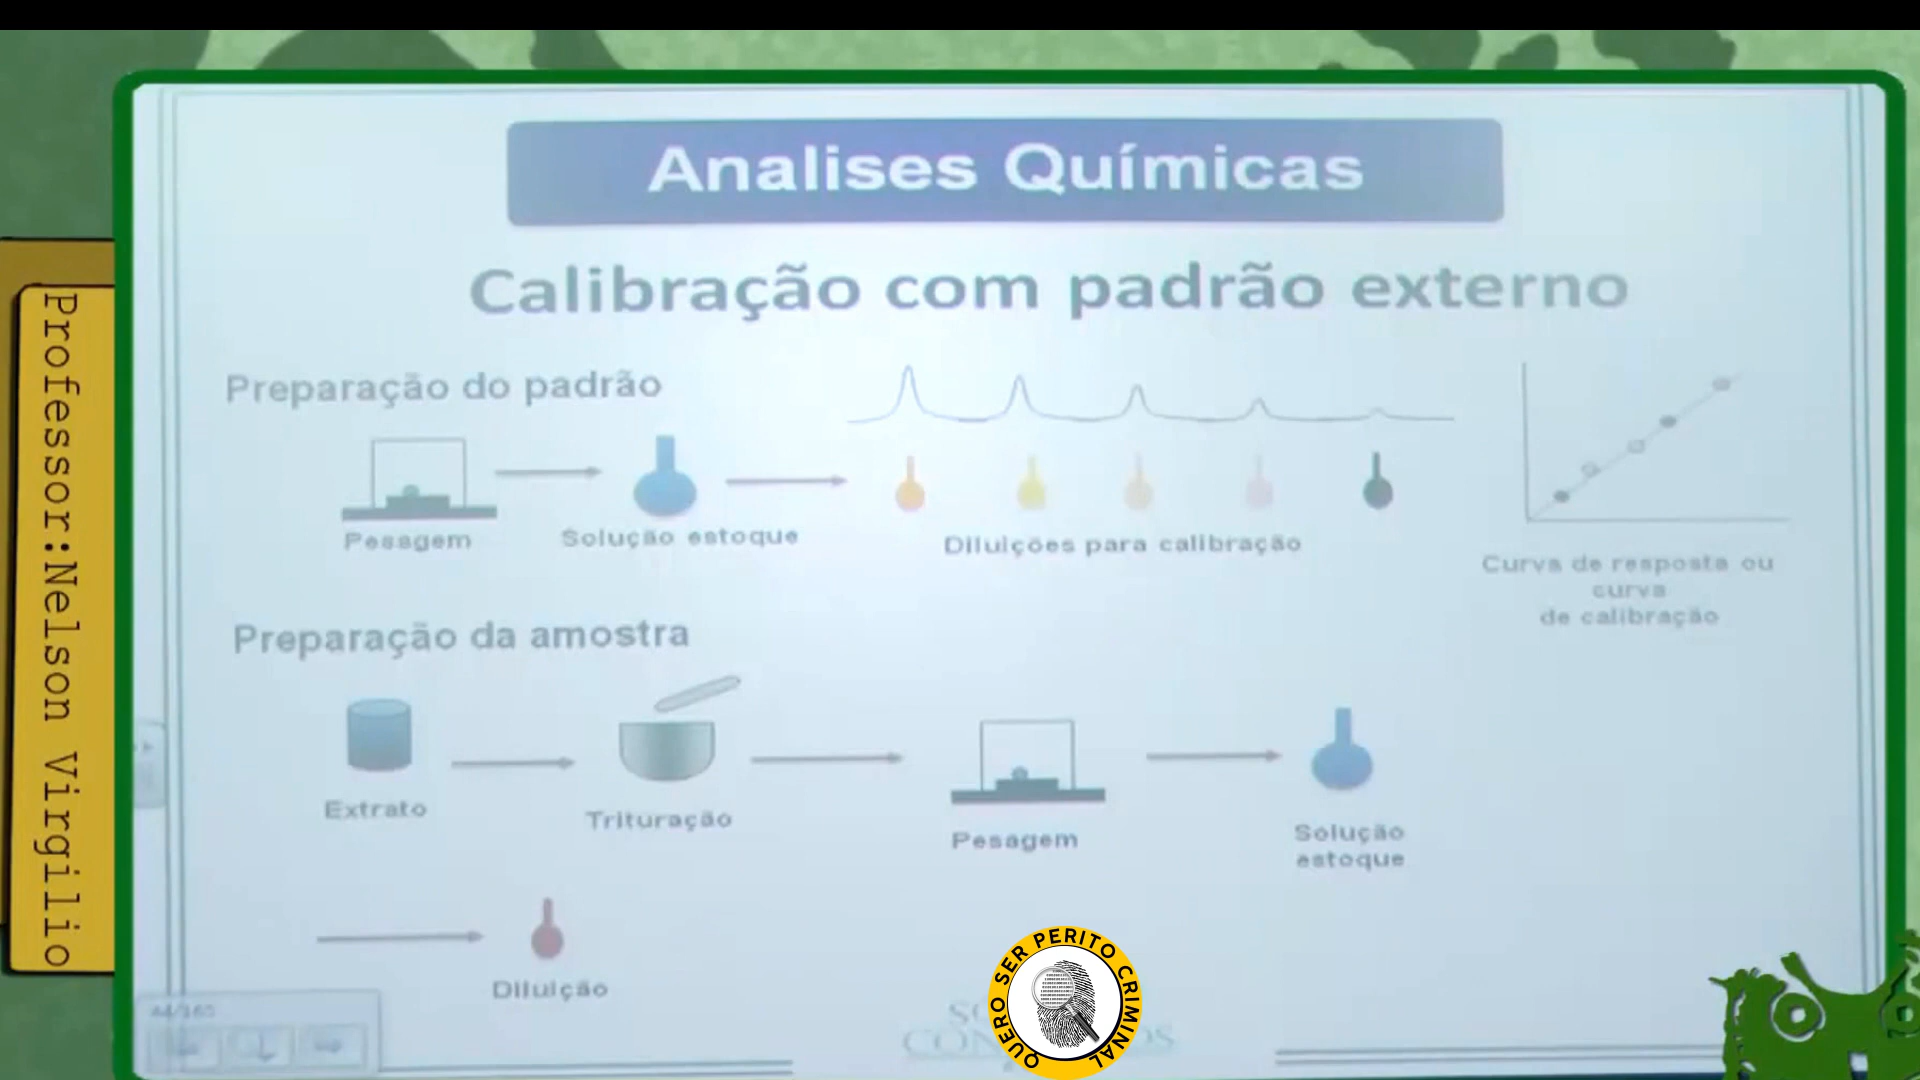 Analises Químicas
Calibração com padrão externo
Preparação do padrão
Pesagem
Solução estoque
Diluições para calibração
Curva de resposta ou
curva
de calibração
Preparação da amostra
Extrato
Trituração
Pesagem
Solução
estoque
Diluição
Professor:Nelson Virgilio
QUERO SER PERITO CRIMINAL